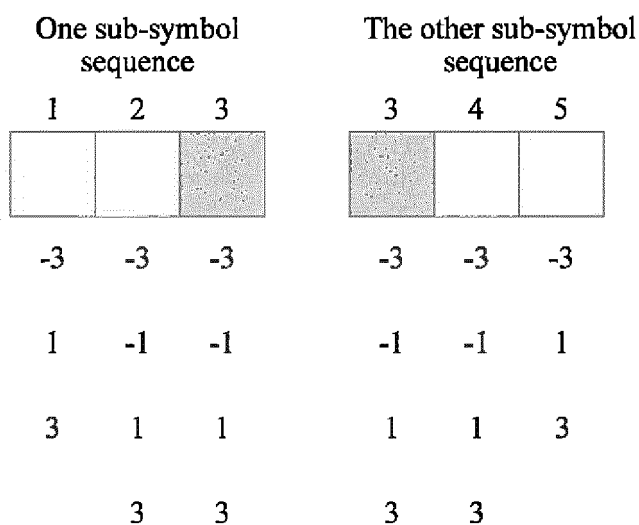 One sub-symbol
sequence
The other sub-symbol
sequence
1 2 3
3 4 5
-3 -3 -3
-3 -3 -3
1 -1 -1
-1 -1 1
3 1 1
1 1 3
3 3
3 3